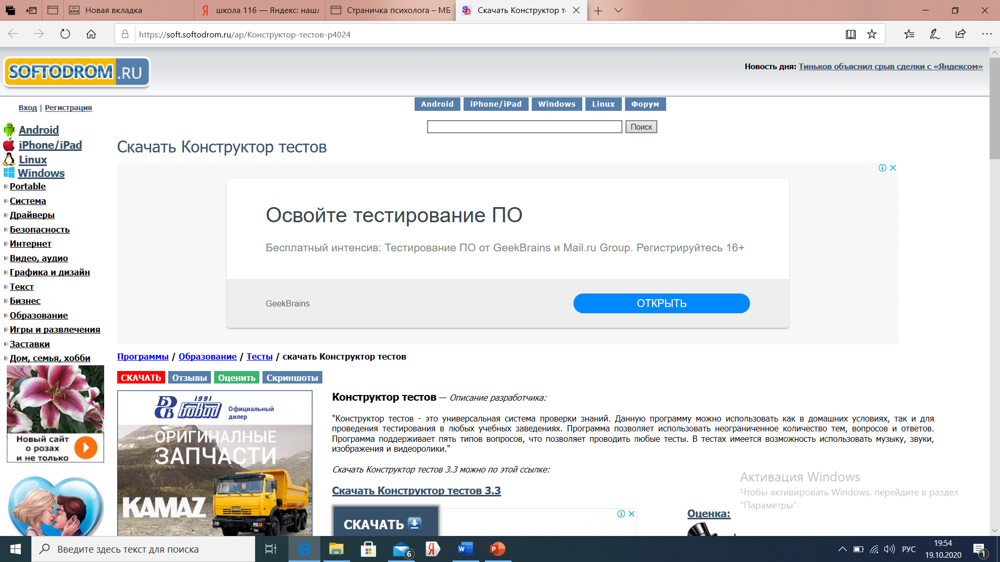 Новая вкладка
школа 116 — Яндекс: нашл
Страничка психолога – МБ
Скачать Конструктор те
https://soft.softodrom.ru/ap/Конструктор-тестов-p4024
SOFTODROM.RU
Новость дня: Тиньков объяснил срыв сделки с «Яндексом»
Вход | Регистрация
Android iPhone/iPad Windows Linux Форум
Поиск
Android
iPhone/iPad
Linux
Windows
Portable
Система
Драйверы
Безопасность
Интернет
Видео, аудио
Графика и дизайн
Текст
Бизнес
Образование
Игры и развлечения
Заставки
Дом, семья, хобби
Новый сайт
о розах
и не только
Скачать Конструктор тестов
Освойте тестирование ПО
Бесплатный интенсив: Тестирование ПО от GeekBrains и Mail.ru Group. Регистрируйтесь 16+
GeekBrains
ОТКРЫТЬ
Программы / Образование / Тесты / скачать Конструктор тестов
СКАЧАТЬ Отзывы Оценить Скриншоты
1991
БОВИД
Официальный
дилер
ОРИГИНАЛНЫЕ
ЗАПЧАСТИ
KAMAZ
Конструктор тестов — Описание разработчика:
"Конструктор тестов - это универсальная система проверки знаний. Данную программу можно использовать как в домашних условиях, так и для
проведения тестирования в любых учебных заведениях. Программа позволяет использовать неограниченное количество тем, вопросов и ответов.
Программа поддерживает пять типов вопросов, что позволяет проводить любые тесты. В тестах имеется возможность использовать музыку, звуки,
изображения и видеоролики."
Скачать Конструктор тестов 3.3 можно по этой ссылке:
Скачать Конструктор тестов 3.3
СКАЧАТЬ
Оценка:
Активация Windows
Чтобы активировать Windows, перейдите в раздел
"Параметры".
Введите здесь текст для поиска
6
РУС
19:54
19.10.2020
1